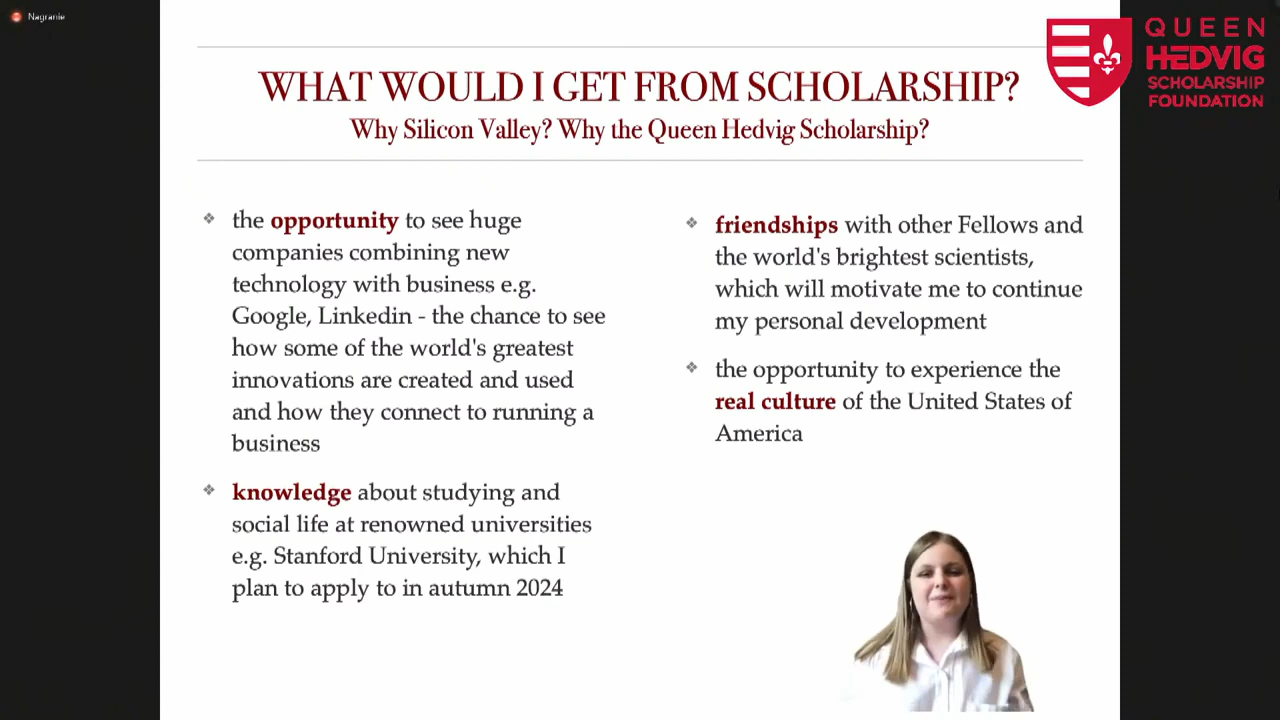 Nagranie
QUEEN
HEDVIG
SCHOLARSHIP
FOUNDATION
WHAT WOULD I GET FROM SCHOLARSHIP?
Why Silicon Valley? Why the Queen Hedvig Scholarship?
the opportunity to see huge
companies combining new
technology with business e.g.
Google, Linkedin - the chance to see
how some of the world's greatest
innovations are created and used
and how they connect to running a
business
knowledge about studying and
social life at renowned universities
e.g. Stanford University, which I
plan to apply to in autumn 2024
friendships with other Fellows and
the world's brightest scientists,
which will motivate me to continue
my personal development
the opportunity to experience the
real culture of the United States of
America